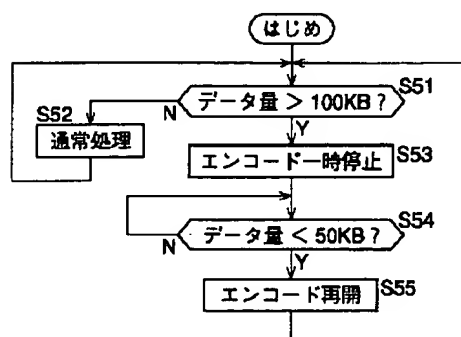 はじめ
S51
データ量 > 100KB ?
N
Y
S52
通常処理
S53
エンコード一時停止
S54
データ量 < 50KB ?
N
Y
S55
エンコード再開